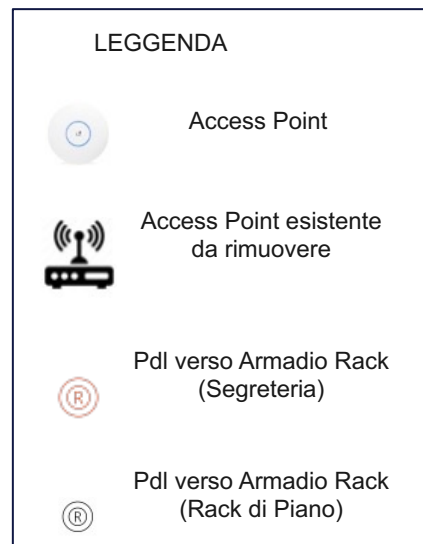 LEGGENDA
Access Point
Access Point esistente
da rimuovere
Pdl verso Armadio Rack
(Segreteria)
R
Pdl verso Armadio Rack
(Rack di Piano)
R